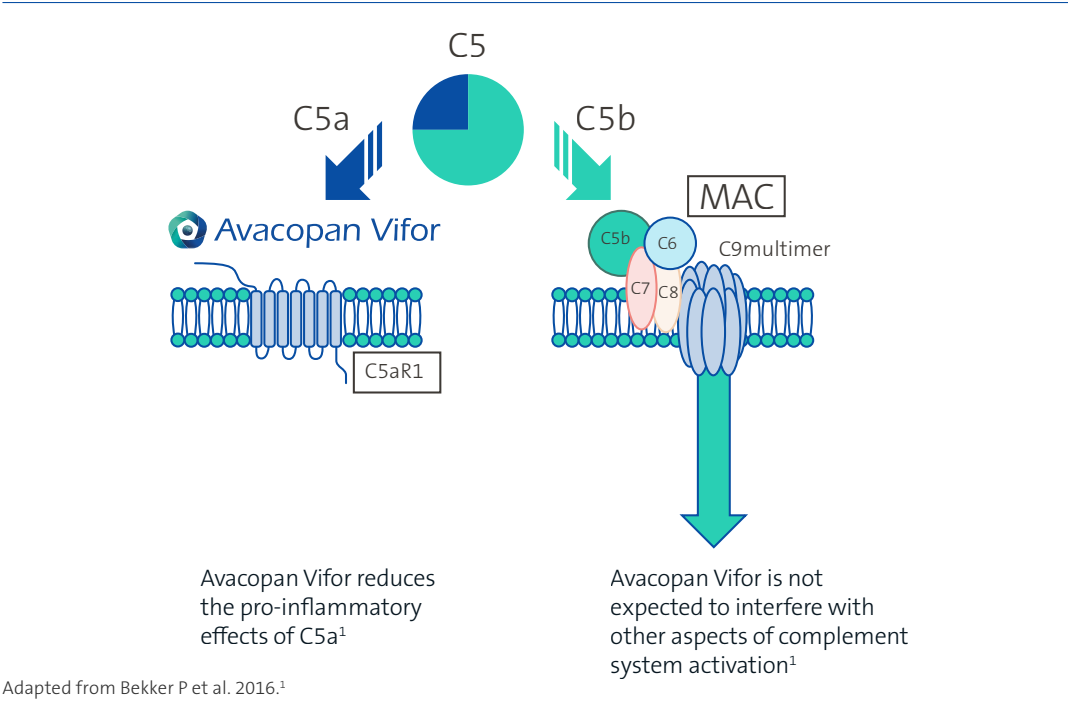 C5
C5a
C5b
MAC
Avacopan Vifor
C5b
C6
C9multimer
C7
C8
C5aR1
Avacopan Vifor reduces
the pro-inflammatory
effects of C5a¹
Avacopan Vifor is not
expected to interfere with
other aspects of complement
system activation¹
Adapted from Bekker P et al. 2016.¹